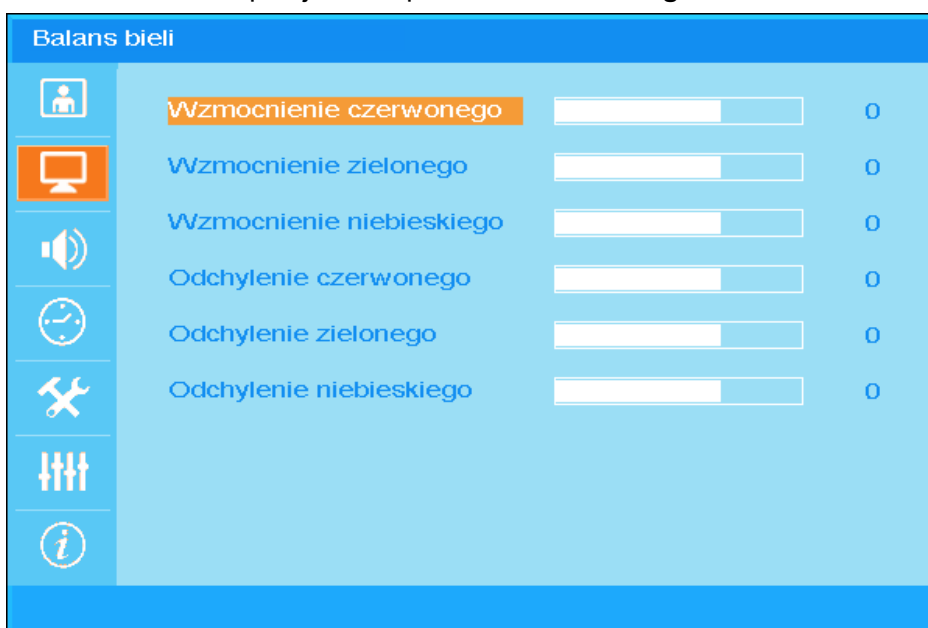 Balans bieli
Wzmocnienie czerwonego 0
Wzmocnienie zielonego 0
Wzmocnienie niebieskiego 0
Odchylenie czerwonego 0
Odchylenie zielonego 0
Odchylenie niebieskiego 0